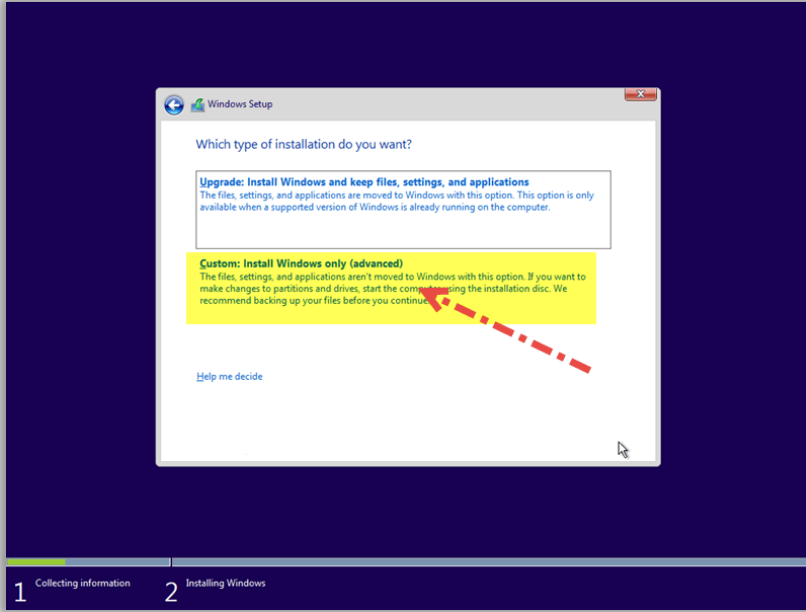 Windows Setup
Which type of installation do you want?
Upgrade: Install Windows and keep files, settings, and applications
The files, settings, and applications are moved to Windows with this option. This option is only
available when a supported version of Windows is already running on the computer.
Custom: Install Windows only (advanced)
The files, settings, and applications aren't moved to Windows with this option. If you want to
make changes to partitions and drives, start the computer using the installation disc. We
recommend backing up your files before you continue.
Help me decide
1 Collecting information 2 Installing Windows